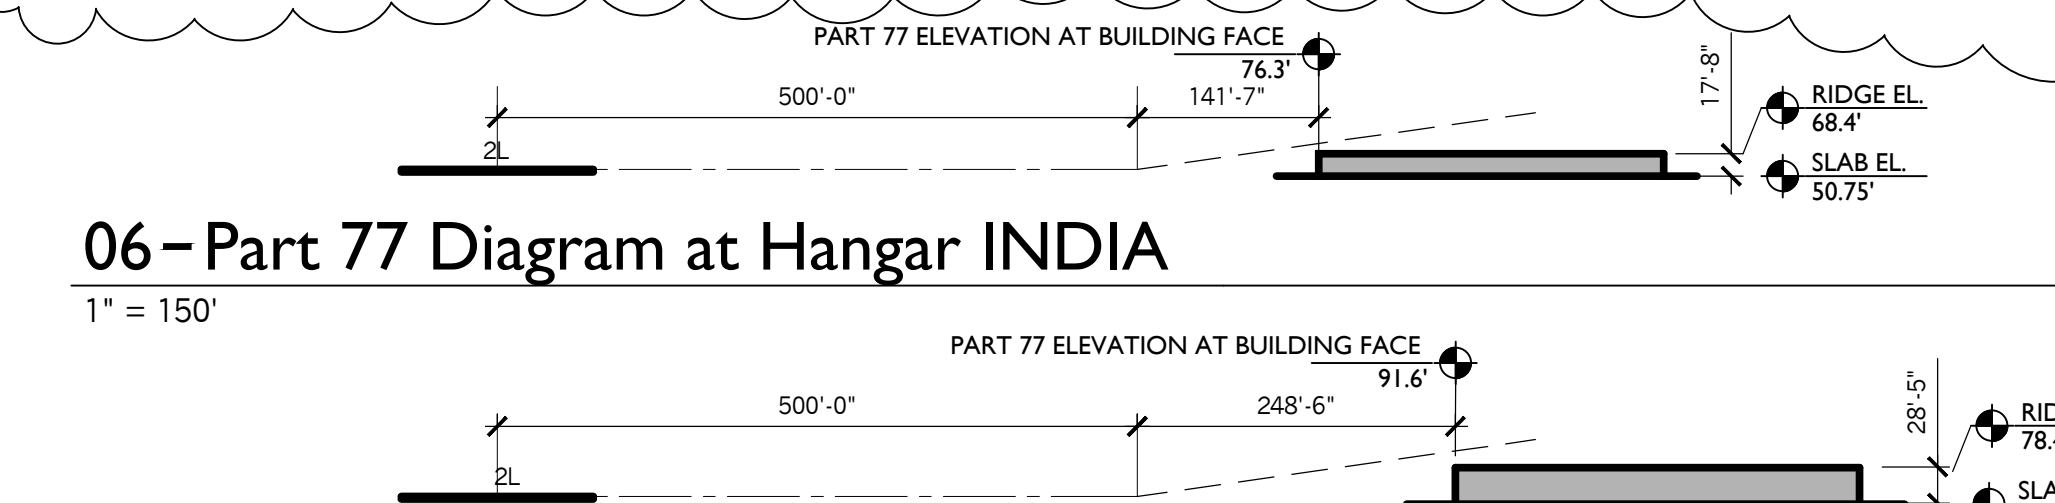 PART 77 ELEVATION AT BUILDING FACE
76.3'
17'-8"
500'-0"
141'-7"
RIDGE EL.
68.4'
2L
SLAB EL.
50.75'
06–Part 77 Diagram at Hangar INDIA
1" = 150'
PART 77 ELEVATION AT BUILDING FACE
91.6'
28'-5"
500'-0"
248'-6"
2L